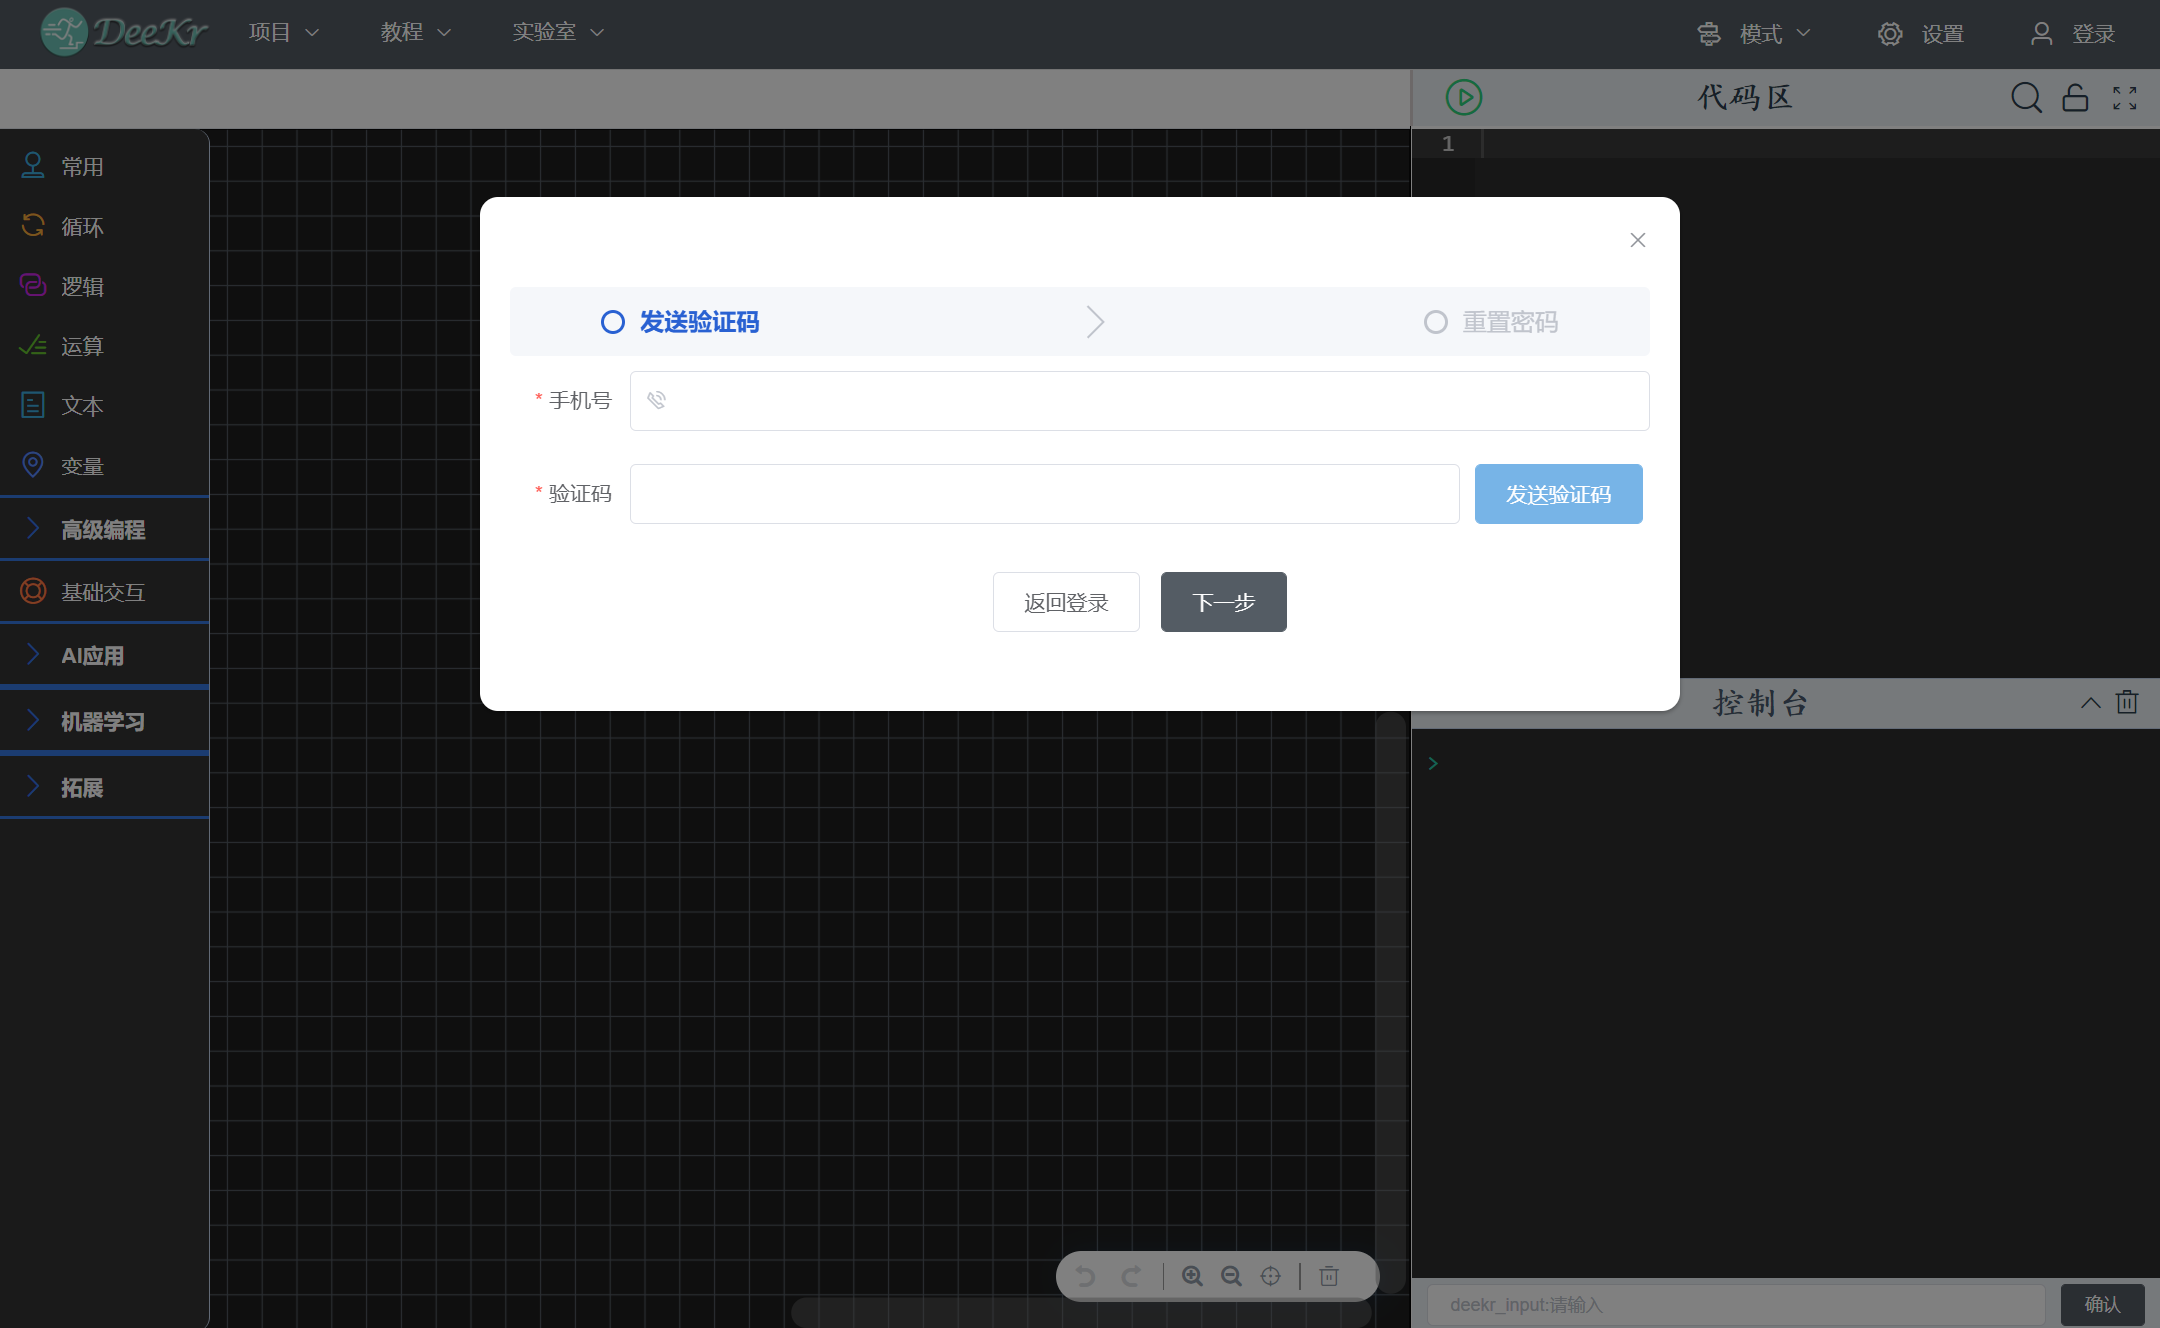 DeeKr 项目 教程 实验室 模式 设置 登录
代码区
1
常用
循环
逻辑
运算
文本
变量
高级编程
基础交互
AI应用
机器学习
拓展
发送验证码 重置密码
* 手机号
* 验证码 发送验证码
返回登录 下一步
控制台
>
deekr_input:请输入 确认